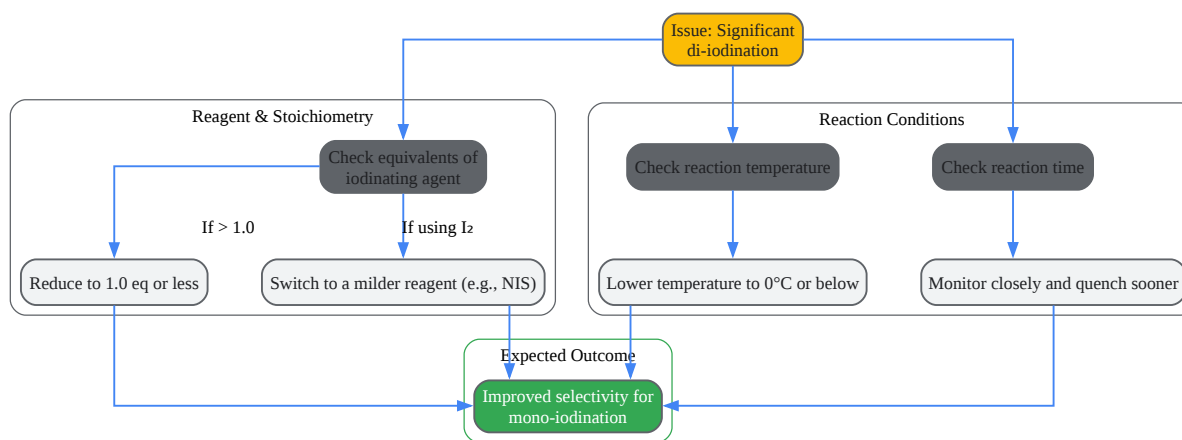 Issue: Significant
di-iodination
Reagent & Stoichiometry
Reaction Conditions
Check equivalents of
iodinating agent
Check reaction temperature
Check reaction time
If > 1.0
If using I₂
Reduce to 1.0 eq or less
Switch to a milder reagent (e.g., NIS)
Lower temperature to 0°C or below
Monitor closely and quench sooner
Expected Outcome
Improved selectivity for
mono-iodination